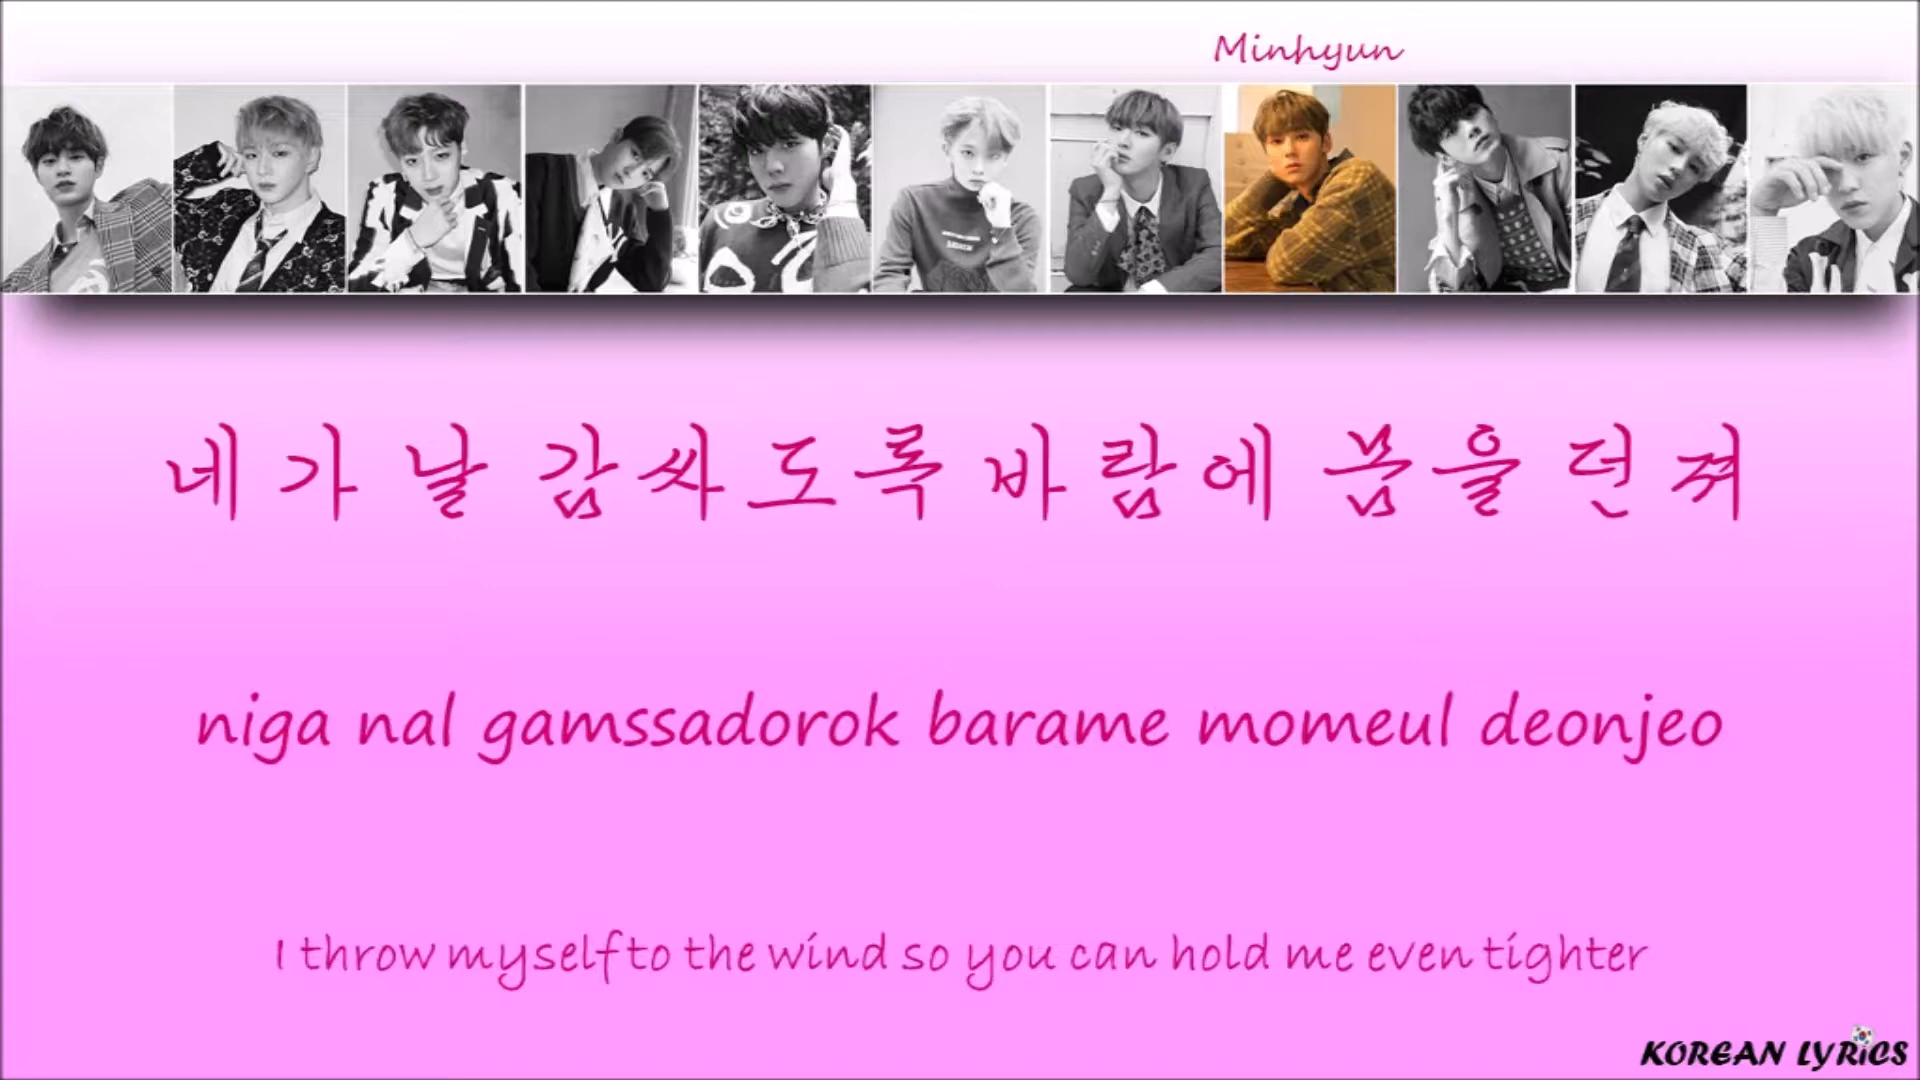 Minhyun
네가 날 감싸도록 바람에 몸을 던져
niga nal gamssadorok barame momeul deonjeo
I throw myself to the wind so you can hold me even tighter
KOREAN LYRiCS